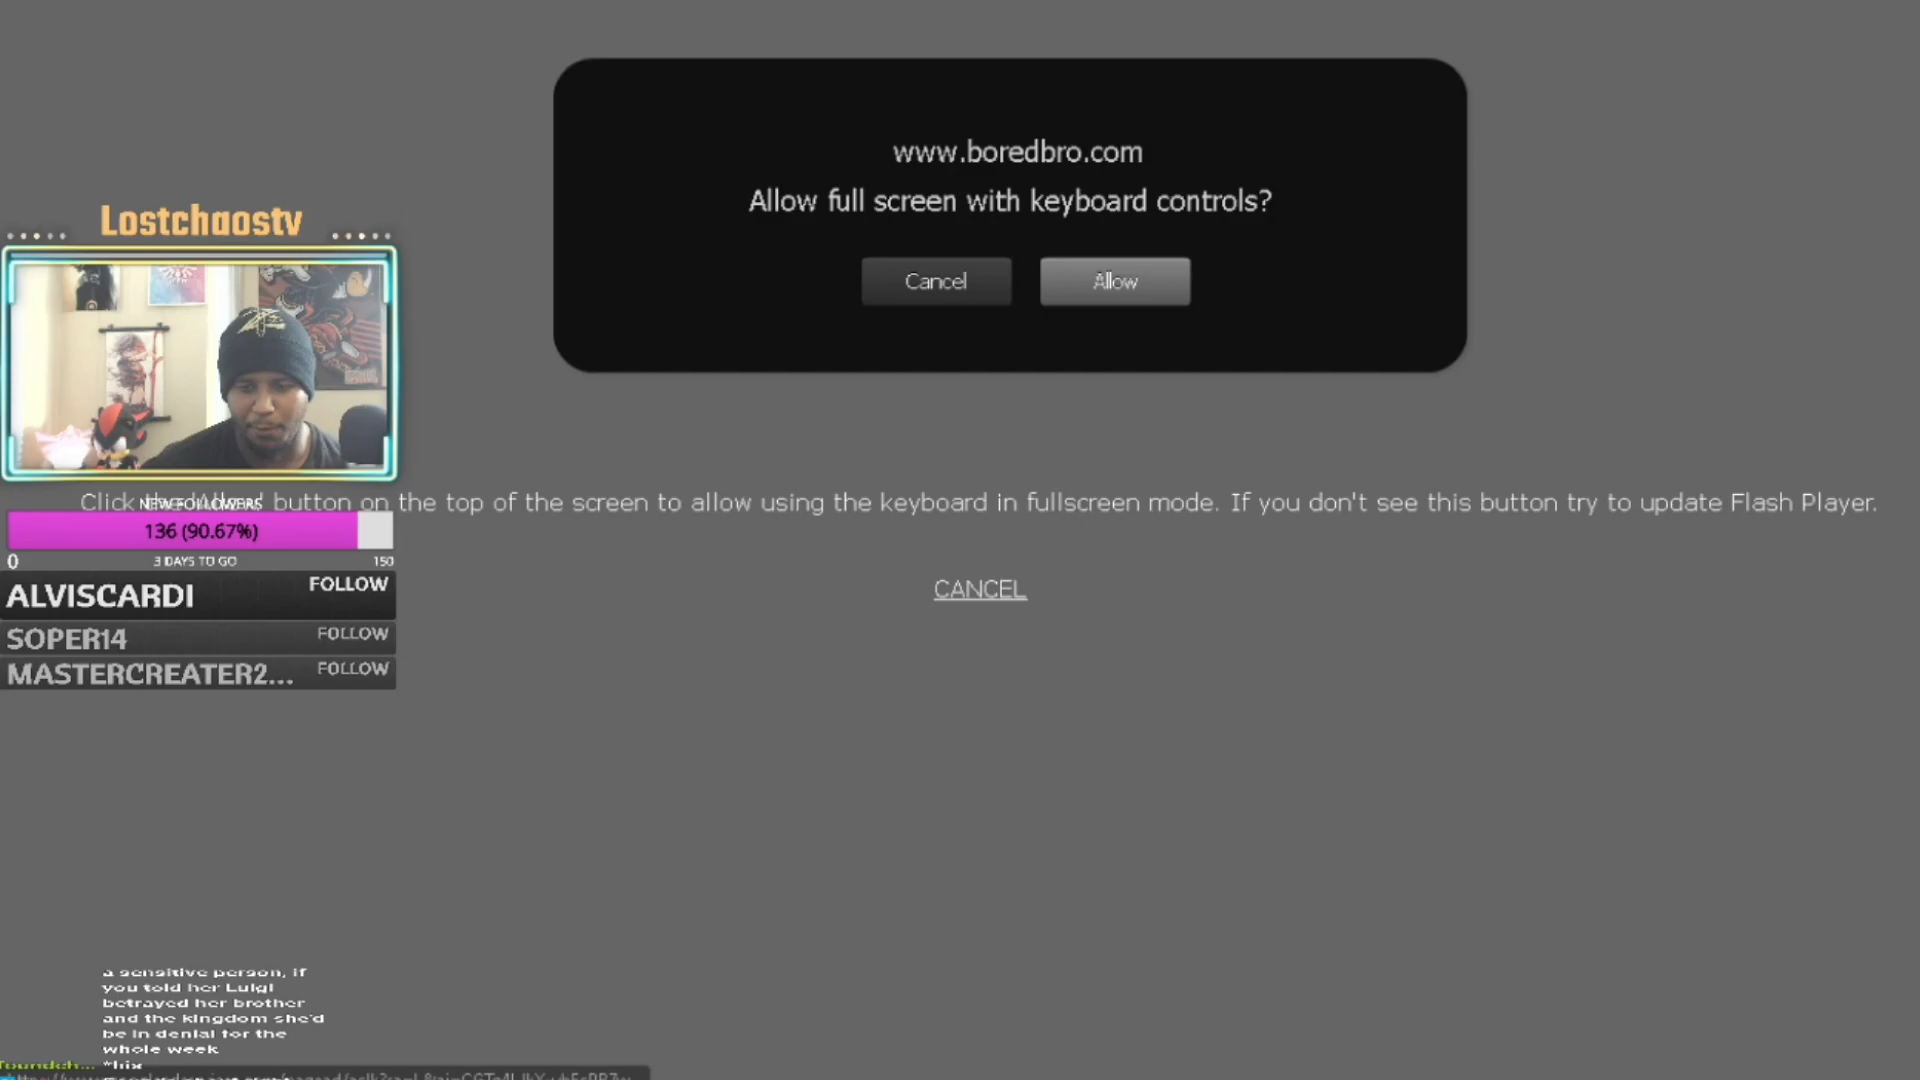 www.boredbro.com
Allow full screen with keyboard controls?
Cancel
Allow
Lostchaostv
Click button on the top of the screen to allow using the keyboard in fullscreen mode. If you don't see this button try to update Flash Player.
NEW FOLLOWERS
136 (90.67%)
0
3 DAYS TO GO
150
CANCEL
ALVISCARDI FOLLOW
SOPER14 FOLLOW
MASTERCREATER2... FOLLOW
a sensitive person, if
you told her Luigi
betrayed her brother
and the kingdom she'd
be in denial for the
whole week